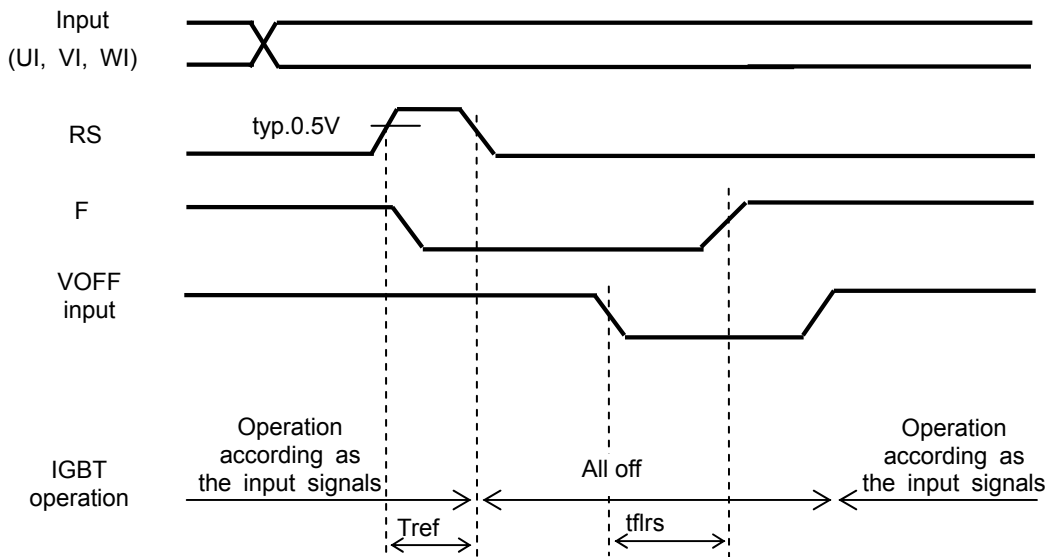 Input
(UI, VI, WI)
RS
typ.0.5V
F
VOFF
input
IGBT
operation
Operation
according as
the input signals
All off
Operation
according as
the input signals
Tref
tflrs